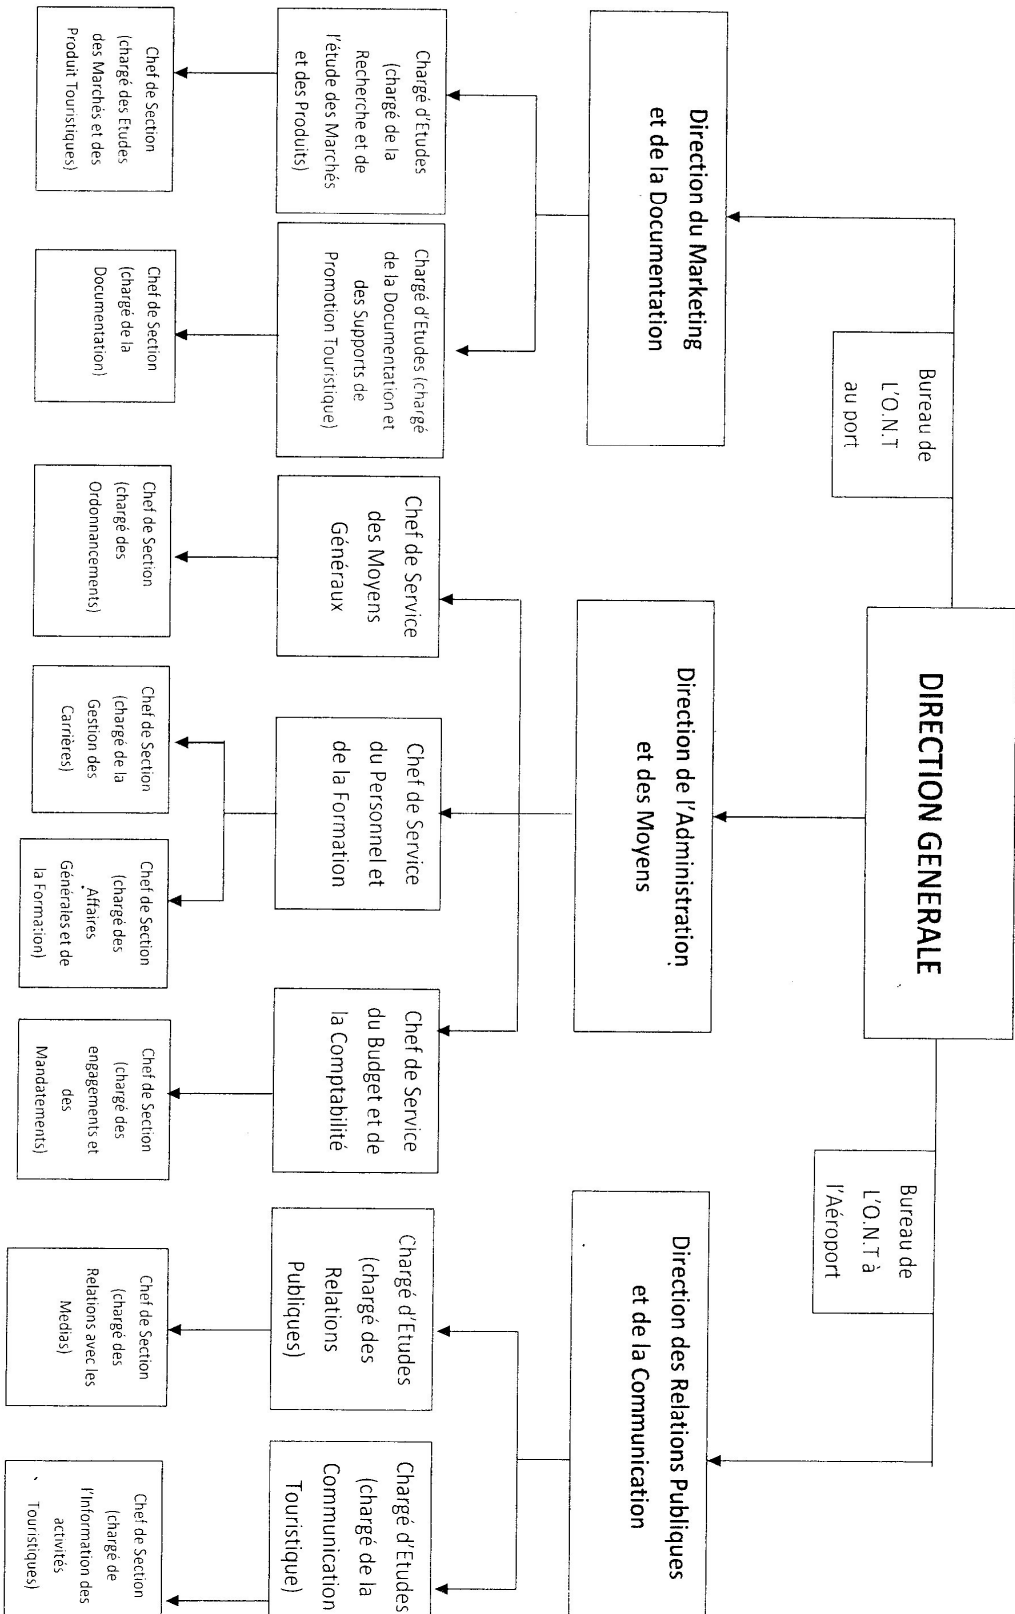 DIRECTION GENERALE
Bureau de
L'O.N.T
au port
Bureau de
L'O.N.T à
l'Aéroport
Direction du Marketing
et de la Documentation
Direction de l'Administration
et des Moyens
Direction des Relations Publiques
et de la Communication
Chargé d'Etudes
(chargé de la
Recherche et de
l'étude des Marchés
et des Produits)
Chargé d'Etudes (chargé
de la Documentation et
des Supports de
Promotion Touristique)
Chef de Service
des Moyens
Généraux
Chef de Service
du Personnel et
de la Formation
Chef de Service
du Budget et de
la Comptabilité
Chargé d'Etudes
(chargé des
Relations
Publiques)
Chargé d'Etudes
(chargé de la
Communication
Touristique)
Chef de Section
(chargé des Etudes
des Marchés et des
Produit Touristiques)
Chef de Section
(chargé de la
Documentation)
Chef de Section
(chargé des
Ordonnancements)
Chef de Section
(chargé de la
Gestion des
Carrières)
Chef de Section
(chargé des
Affaires
Générales et de
la Formation)
Chef de Section
(chargé des
engagements et
des
Mandatements)
Chef de Section
(chargé des
Relations avec les
Medias)
Chef de Section
(chargé de
l'Information des
activités
Touristiques)